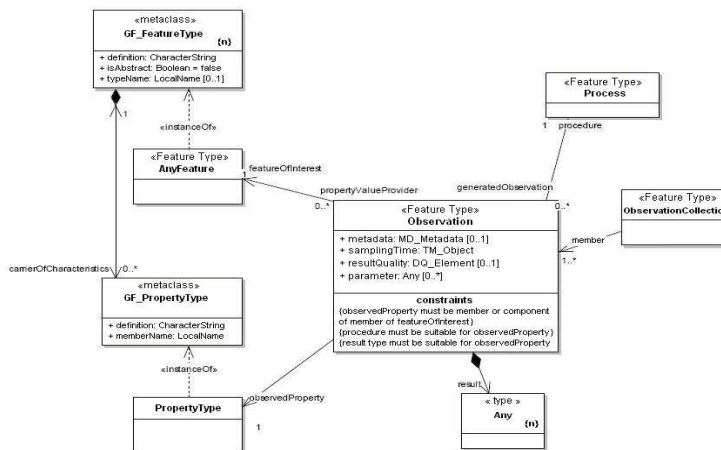 «metaclass»
GF_FeatureType
{n}
+ definition: CharacterString
+ isAbstract: Boolean = false
+ typeName: LocalName [0..1]
1
«instanceOf»
«Feature Type»
AnyFeature
1
featureOfInterest
propertyValueProvider
0..*
carrierOfCharacteristics
0..*
«metaclass»
GF_PropertyType
+ definition: CharacterString
+ memberName: LocalName
«instanceOf»
PropertyType
1
observedProperty
«Feature Type»
Process
1
procedure
generatedObservation
0..*
«Feature Type»
Observation
+ metadata: MD_Metadata [0..1]
+ samplingTime: TM_Object
+ resultQuality: DQ_Element [0..1]
+ parameter: Any [0..*]
constraints
{observedProperty must be member or component
of member of featureOfInterest}
{procedure must be suitable for observedProperty}
{result type must be suitable for observedProperty
«Feature Type»
ObservationCollection
member
1..*
result
« type »
Any
{n}